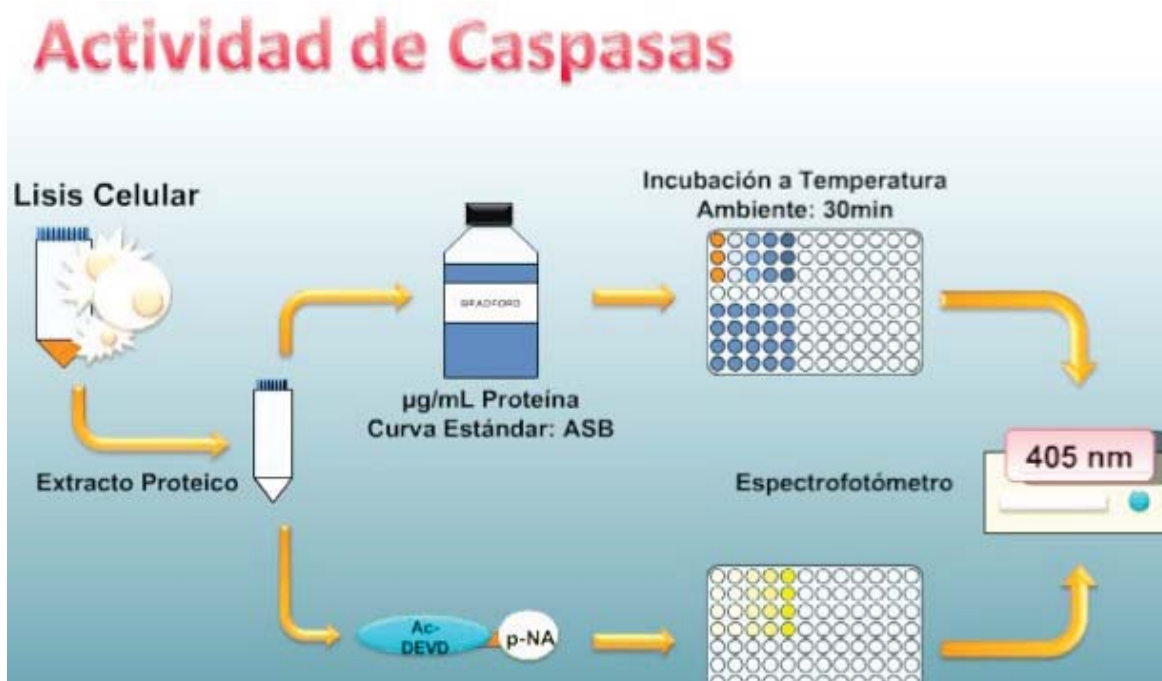 Actividad de Caspasas
Lisis Celular
Incubación a Temperatura
Ambiente: 30min
BRADFORD
µg/mL Proteína
Curva Estándar: ASB
Extracto Proteico
Espectrofotómetro
405 nm
Ac-
DEVD
p-NA